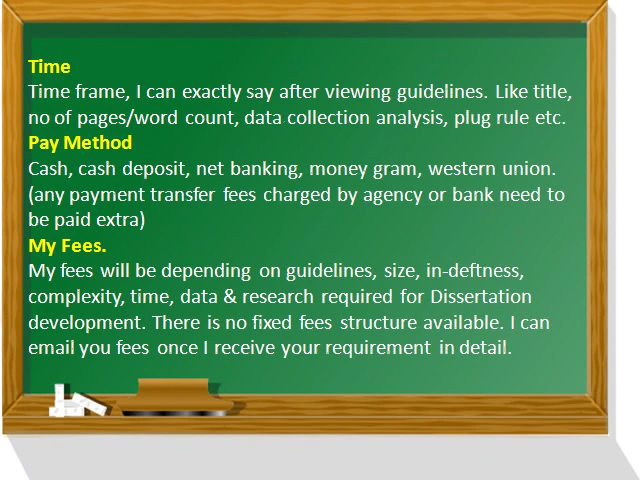 Time
Time frame, I can exactly say after viewing guidelines. Like title,
no of pages/word count, data collection analysis, plug rule etc.
Pay Method
Cash, cash deposit, net banking, money gram, western union.
(any payment transfer fees charged by agency or bank need to
be paid extra)
My Fees.
My fees will be depending on guidelines, size, in-deftness,
complexity, time, data & research required for Dissertation
development. There is no fixed fees structure available. I can
email you fees once I receive your requirement in detail.